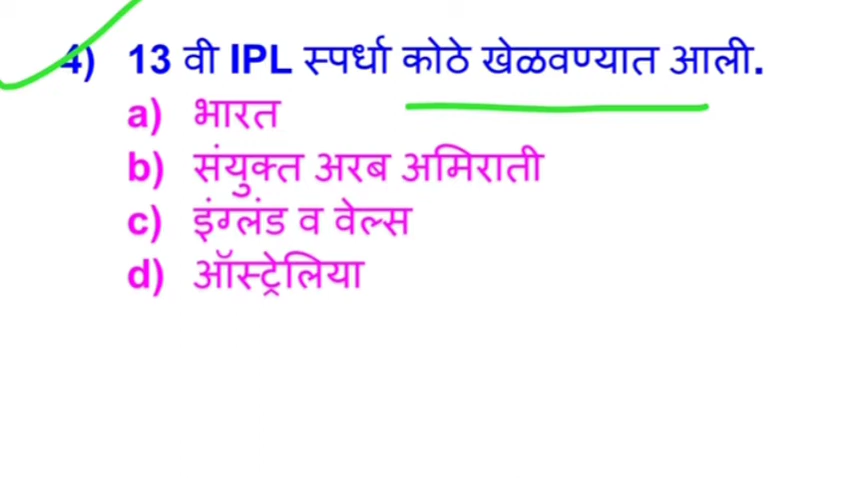 4) 13 वी IPL स्पर्धा कोठे खेळवण्यात आली.
a) भारत
b) संयुक्त अरब अमिराती
c) इंग्लंड व वेल्स
d) ऑस्ट्रेलिया